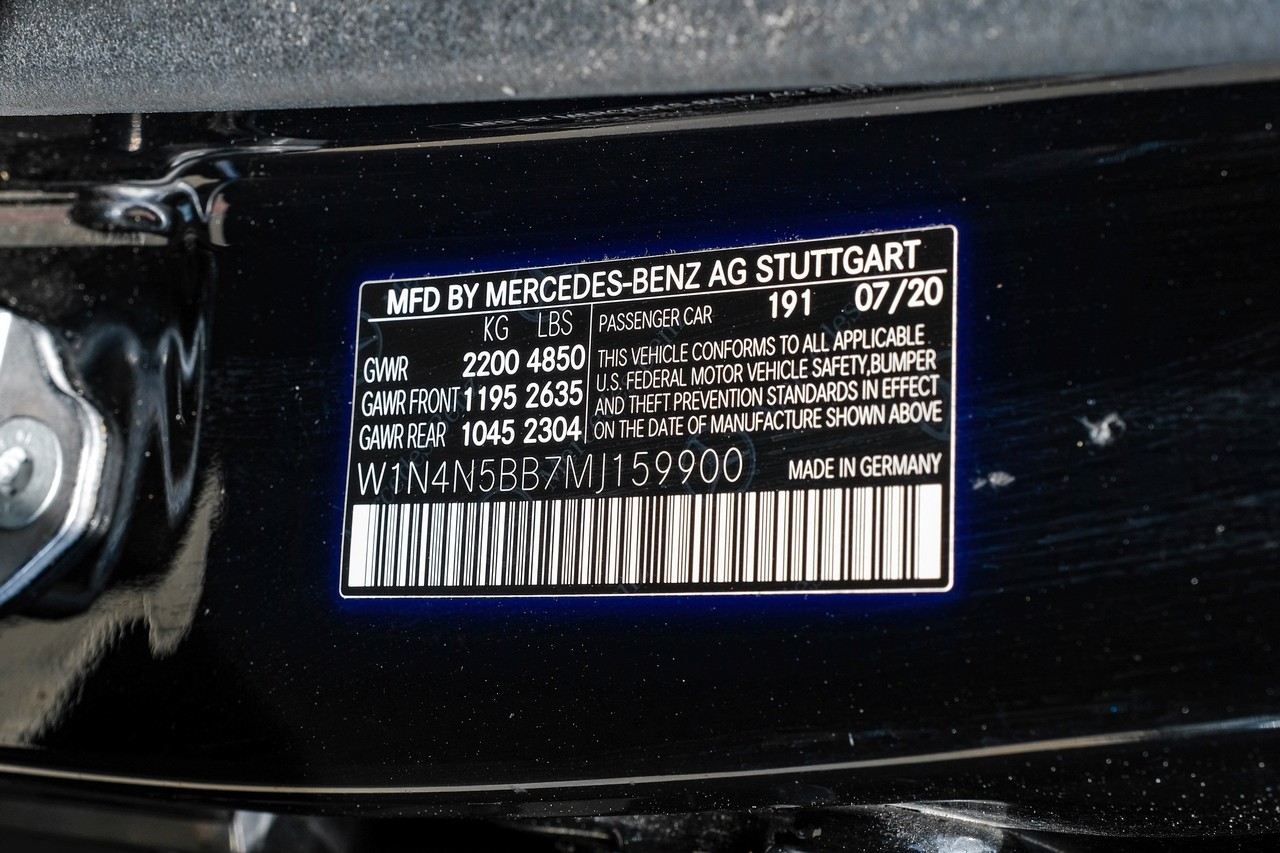 MFD BY MERCEDES-BENZ AG STUTTGART
KG LBS
GVWR 2200 4850
GAWR FRONT 1195 2635
GAWR REAR 1045 2304
PASSENGER CAR 191 07/20
THIS VEHICLE CONFORMS TO ALL APPLICABLE
U.S. FEDERAL MOTOR VEHICLE SAFETY,BUMPER
AND THEFT PREVENTION STANDARDS IN EFFECT
ON THE DATE OF MANUFACTURE SHOWN ABOVE
W1N4N5BB7MJ159900 MADE IN GERMANY